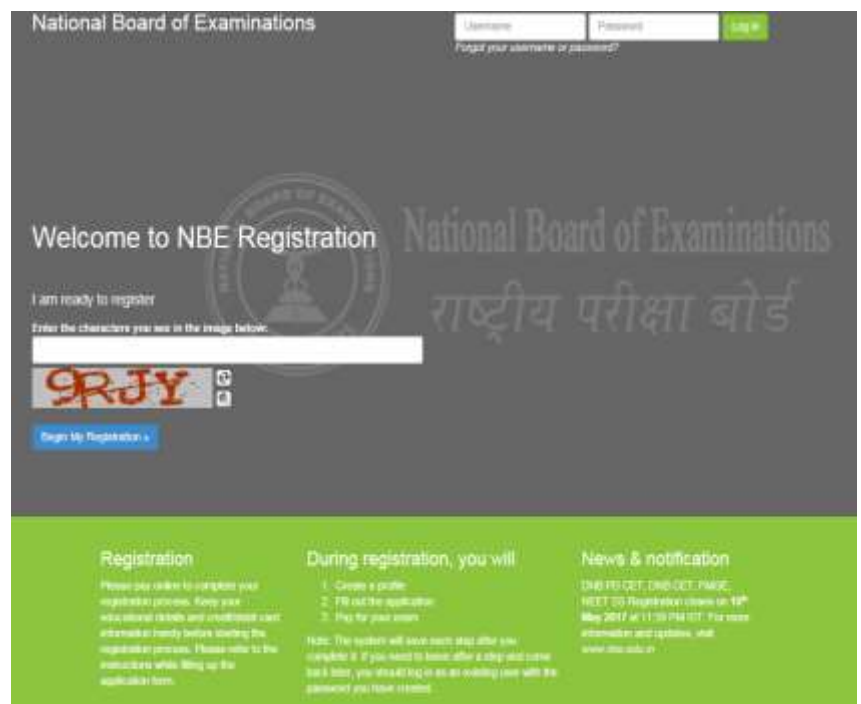 National Board of Examinations
Username
Password
Log In
Forgot your username or password?
National Board of Examinations
राष्ट्रीय परीक्षा बोर्ड
Welcome to NBE Registration
I am ready to register
Enter the characters you see in the image below:
9RJY
Begin My Registration »
Registration
Please pay online to complete your
registration process. Keep your
educational details and credit/debit card
information handy before starting the
registration process. Please refer to the
instructions while filling up the
application form.
During registration, you will
1. Create a profile
2. Fill out the application
3. Pay for your exam
Note: The system will save each step after you
complete it. If you need to leave after a step and come
back later, you should log in as an existing user with the
password you have created.
News & notification
DNB PD CET, DNB CET, FMGE,
NEET SS Registration closes on
May 2017 at 11:59 PM IST. For more
information and updates, visit